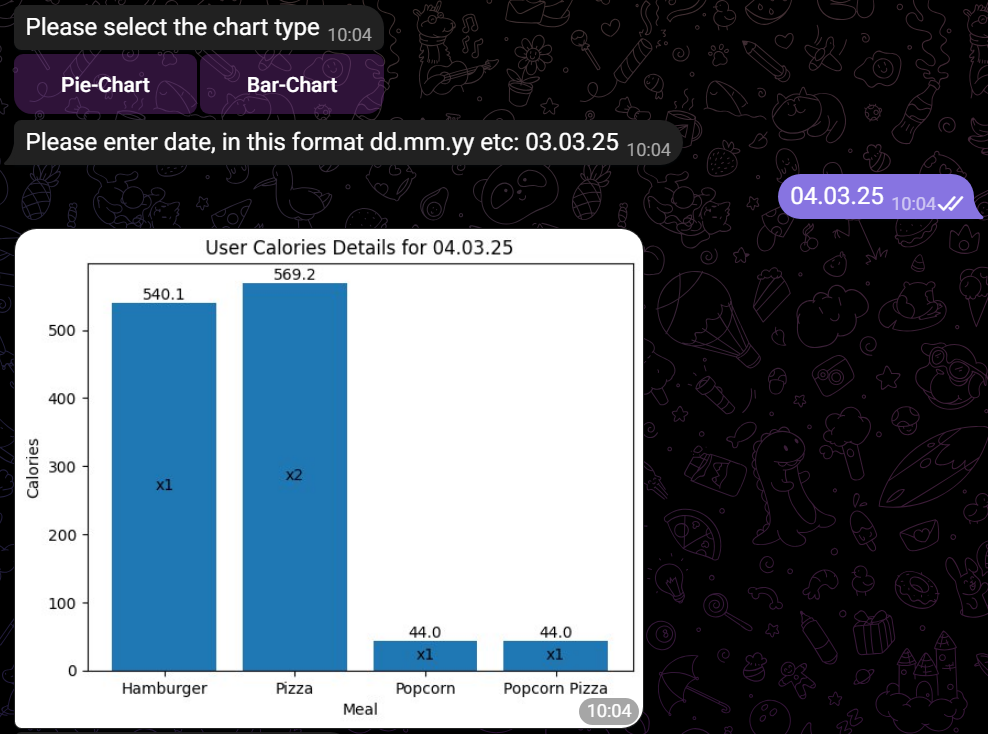 Please select the chart type 10:04
Pie-Chart Bar-Chart
Please enter date, in this format dd.mm.yy etc: 03.03.25 10:04
04.03.25 10:04
User Calories Details for 04.03.25
540.1
569.2
44.0
44.0
500
400
300
200
100
0
Calories
x1
x2
x1
x1
Hamburger Pizza Popcorn Popcorn Pizza
Meal
10:04